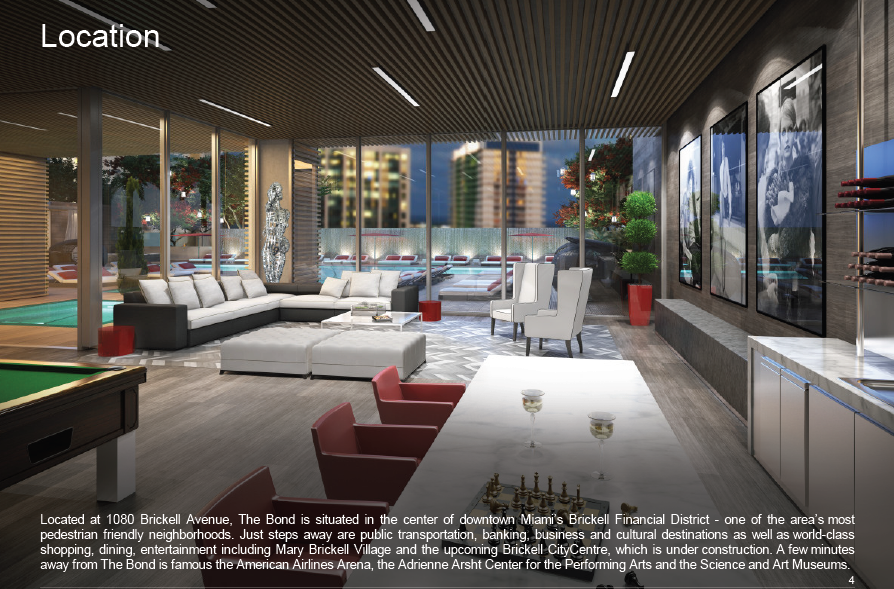 Location
Located at 1080 Brickell Avenue, The Bond is situated in the center of downtown Miami's Brickell Financial District - one of the area's most
pedestrian friendly neighborhoods. Just steps away are public transportation, banking, business and cultural destinations as well as world-class
shopping, dining, entertainment including Mary Brickell Village and the upcoming Brickell CityCentre, which is under construction. A few minutes
away from The Bond is famous the American Airlines Arena, the Adrienne Arsht Center for the Performing Arts and the Science and Art Museums.
4